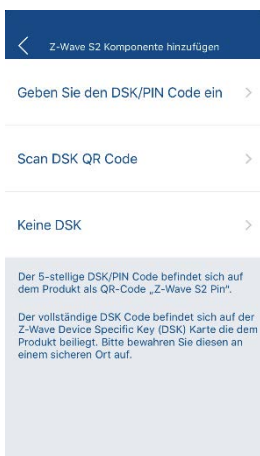 Z-Wave S2 Komponente hinzufügen
Geben Sie den DSK/PIN Code ein
Scan DSK QR Code
Keine DSK
Der 5-stellige DSK/PIN Code befindet sich auf
dem Produkt als QR-Code „Z-Wave S2 Pin“.
Der vollständige DSK Code befindet sich auf der
Z-Wave Device Specific Key (DSK) Karte die dem
Produkt beiliegt. Bitte bewahren Sie diesen an
einem sicheren Ort auf.